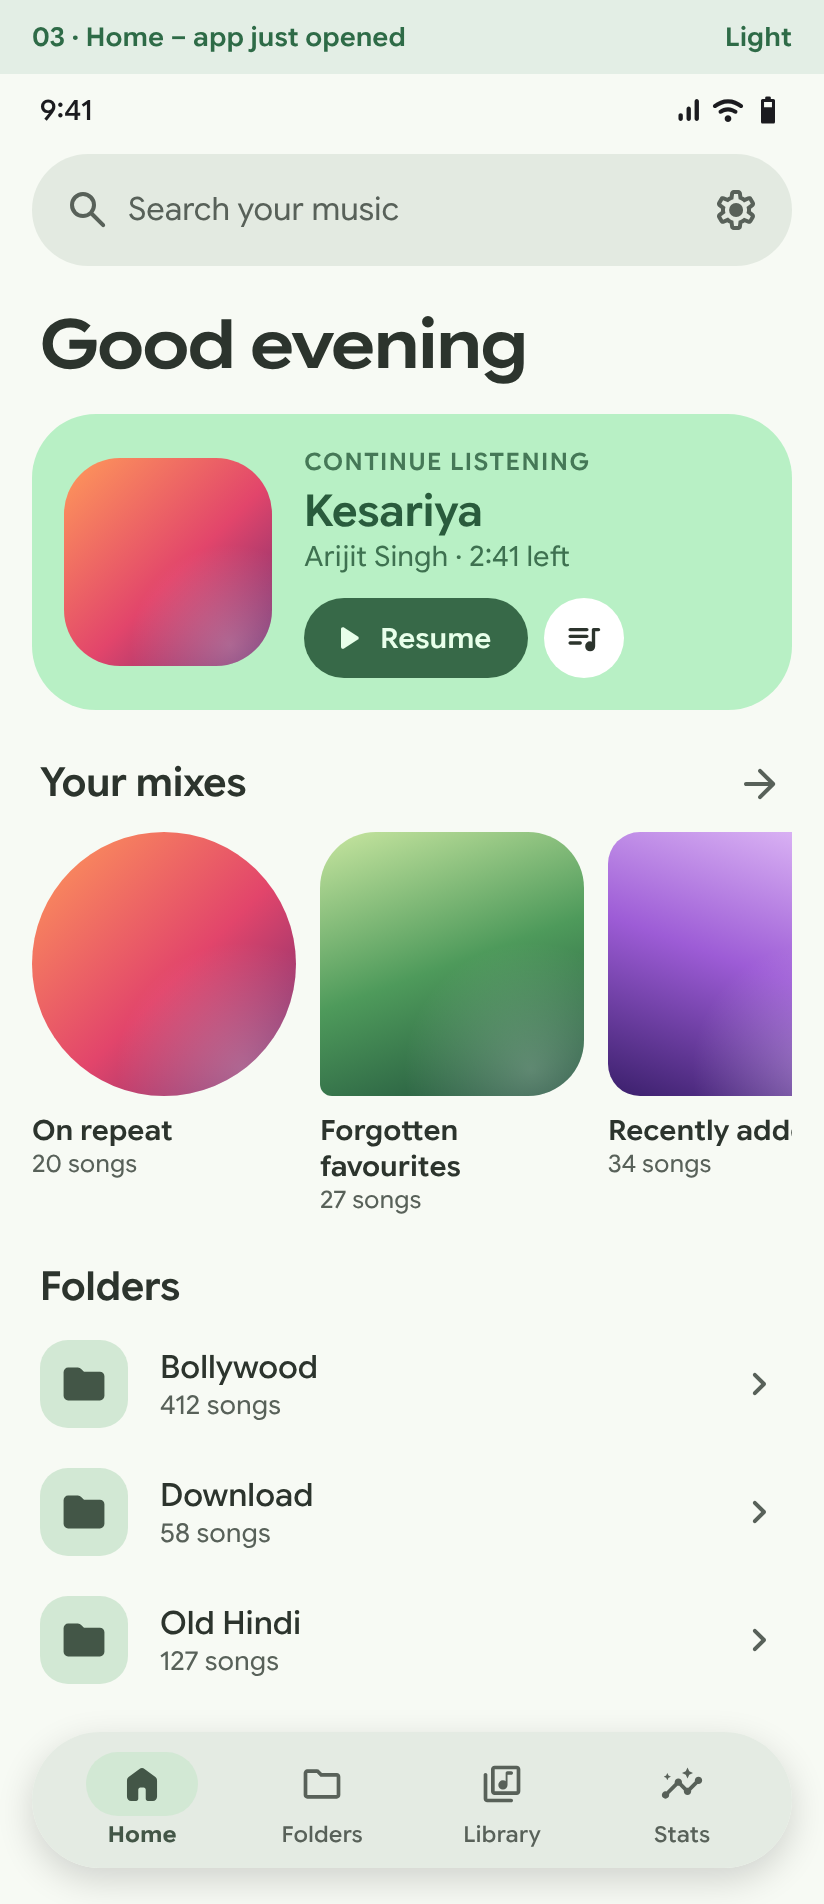 03 · Home – app just opened
Light
9:41
Search your music
Good evening
CONTINUE LISTENING
Kesariya
Arijit Singh · 2:41 left
Resume
Your mixes
On repeat
20 songs
Forgotten
favourites
27 songs
Recently add
34 songs
Folders
Bollywood
412 songs
Download
58 songs
Old Hindi
127 songs
Home
Folders
Library
Stats